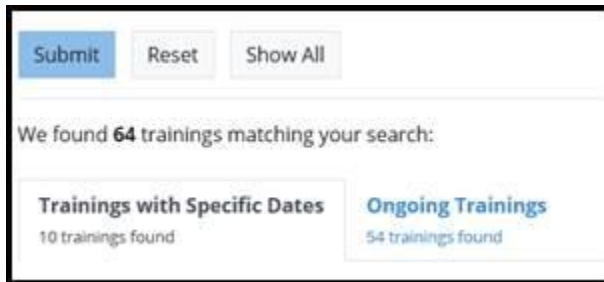 Submit Reset Show All
We found 64 trainings matching your search:
Trainings with Specific Dates Ongoing Trainings
10 trainings found 54 trainings found